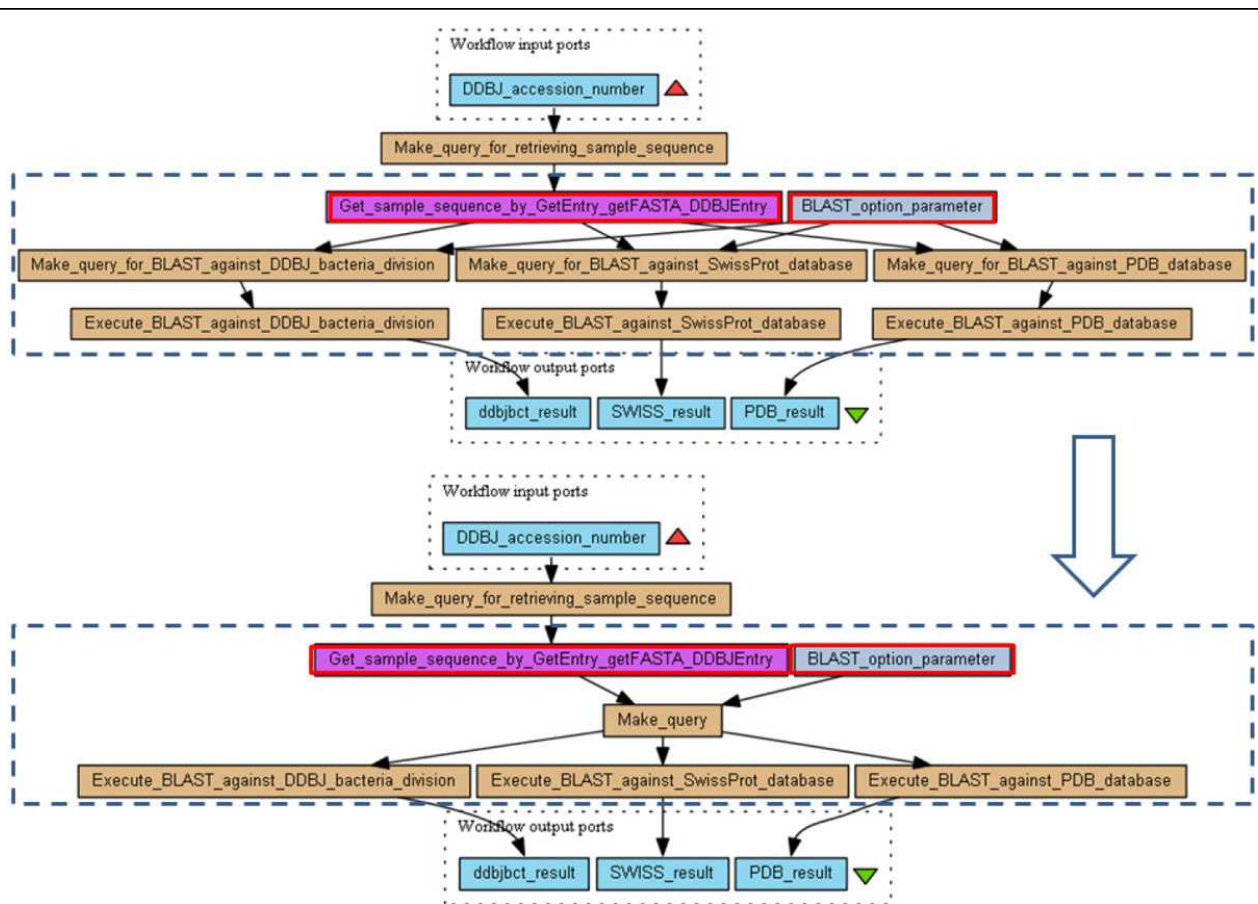 Workflow input ports
DDBJ_accession_number
Make_query_for_retrieving_sample_sequence
Get_sample_sequence_by_GetEntry_getFASTA_DDBJEntry BLAST_option_parameter
Make_query_for_BLAST_against_DDBJ_bacteria_division Make_query_for_BLAST_against_SwissProt_database Make_query_for_BLAST_against_PDB_database
Execute_BLAST_against_DDBJ_bacteria_division Execute_BLAST_against_SwissProt_database Execute_BLAST_against_PDB_database
Workflow output ports
ddbjbct_result SWISS_result PDB_result
Workflow input ports
DDBJ_accession_number
Make_query_for_retrieving_sample_sequence
Get_sample_sequence_by_GetEntry_getFASTA_DDBJEntry BLAST_option_parameter
Make_query
Execute_BLAST_against_DDBJ_bacteria_division Execute_BLAST_against_SwissProt_database Execute_BLAST_against_PDB_database
Workflow output ports
ddbjbct_result SWISS_result PDB_result